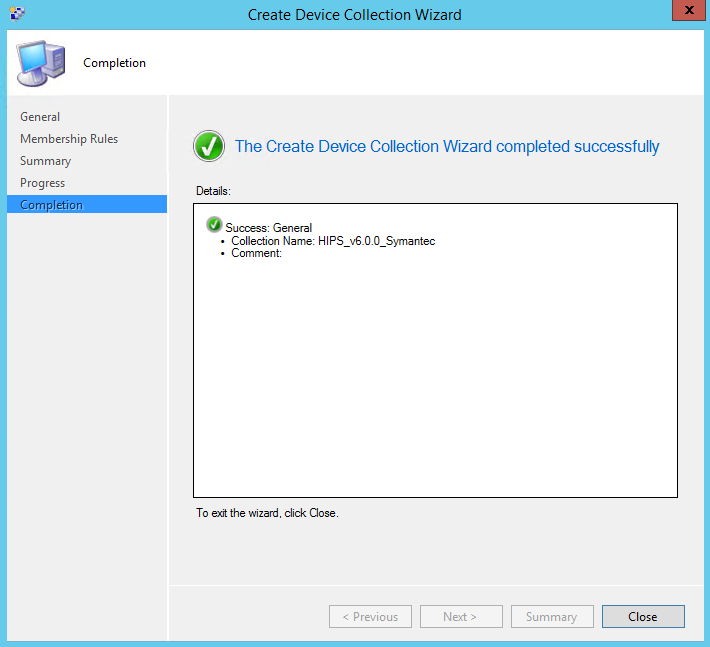 Create Device Collection Wizard
x
Completion
General
Membership Rules
Summary
Progress
Completion
The Create Device Collection Wizard completed successfully
Details:
Success: General
• Collection Name: HIPS_v6.0.0_Symantec
• Comment:
To exit the wizard, click Close.
< Previous
Next >
Summary
Close